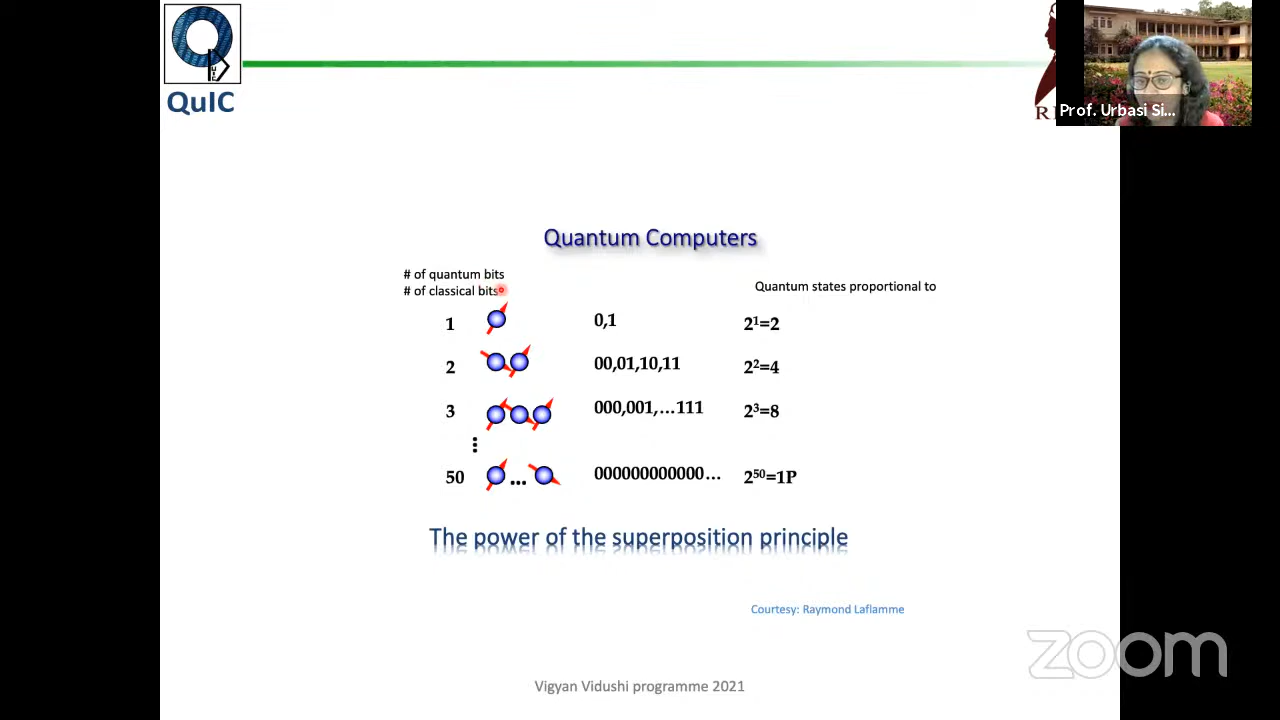 QuIC
Prof. Urbasi Si...
Quantum Computers
# of quantum bits
# of classical bits
Quantum states proportional to
1 0,1 2¹=2
2 00,01,10,11 2²=4
3 000,001,...111 2³=8
50 ... 000000000000... 2⁵⁰=1P
The power of the superposition principle
Courtesy: Raymond Laflamme
zoom
Vigyan Vidushi programme 2021